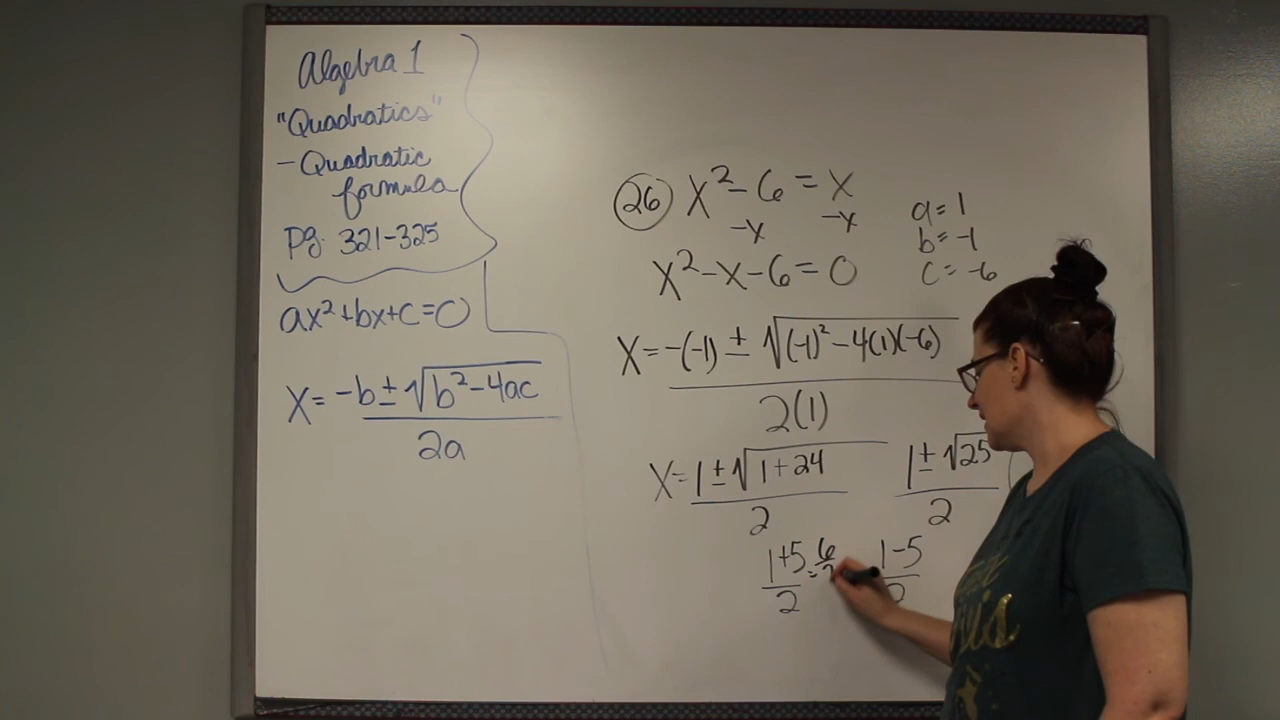 Algebra 1
"Quadratics"
- Quadratic
formula
Pg. 321-325
ax²+bx+c=0
X= -b±√b²-4ac
2a
26 X²-6=X
-X -X
X²-X-6=0
a=1
b=-1
c=-6
X= -(-1) ± √(-1)²-4(1)(-6)
2(1)
X= 1±√1+24
2
1±√25
2
1+5 = 6
2
1-5
2